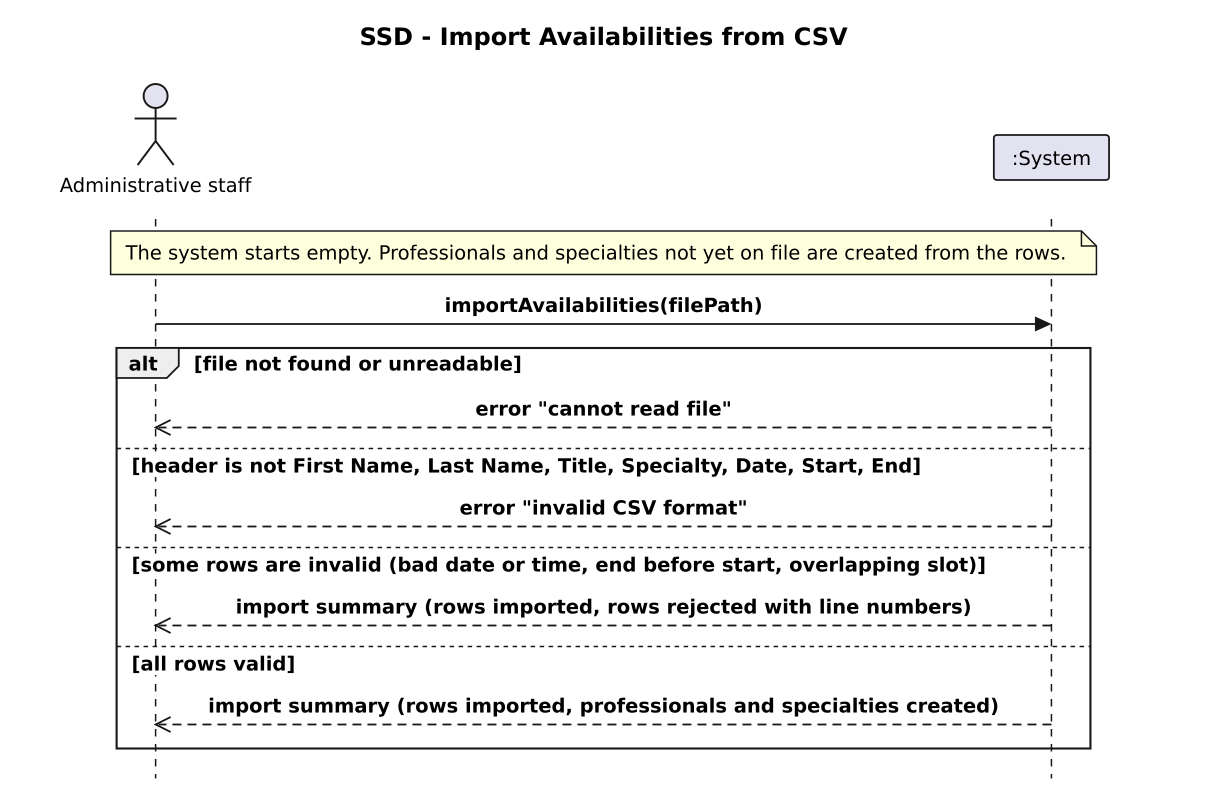 SSD - Import Availabilities from CSV
Administrative staff
:System
The system starts empty. Professionals and specialties not yet on file are created from the rows.
importAvailabilities(filePath)
alt [file not found or unreadable]
error "cannot read file"
[header is not First Name, Last Name, Title, Specialty, Date, Start, End]
error "invalid CSV format"
[some rows are invalid (bad date or time, end before start, overlapping slot)]
import summary (rows imported, rows rejected with line numbers)
[all rows valid]
import summary (rows imported, professionals and specialties created)